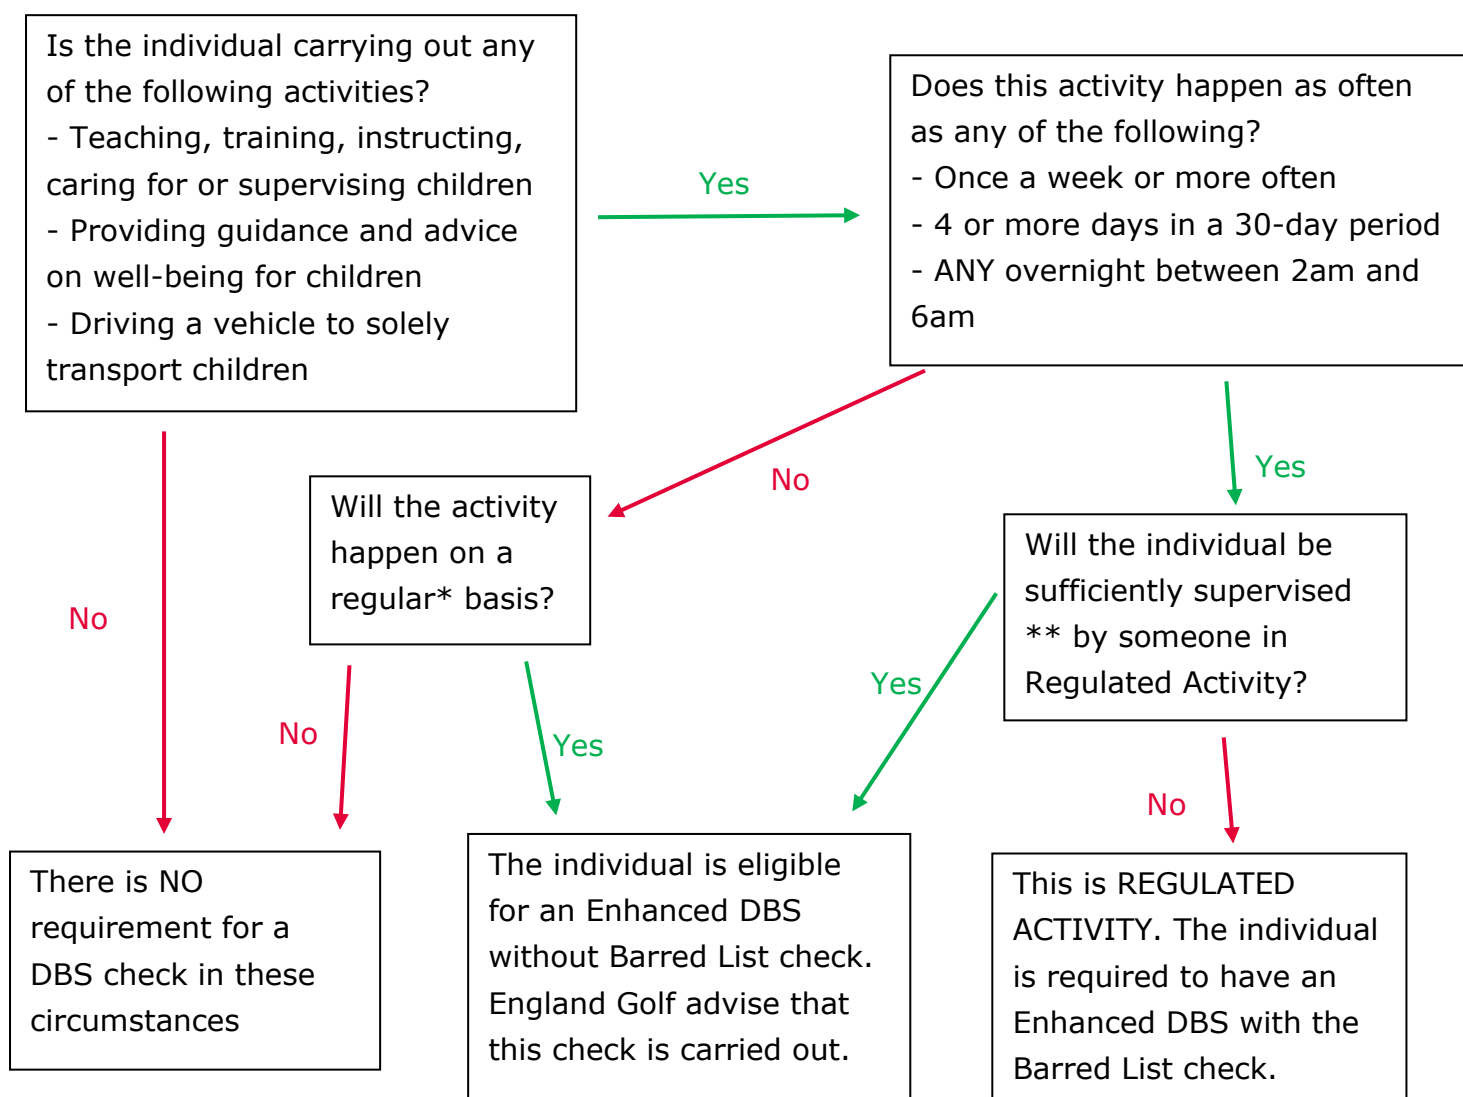 Is the individual carrying out any
of the following activities?
- Teaching, training, instructing,
caring for or supervising children
- Providing guidance and advice
on well-being for children
- Driving a vehicle to solely
transport children
Yes
Does this activity happen as often
as any of the following?
- Once a week or more often
- 4 or more days in a 30-day period
- ANY overnight between 2am and
6am
No
Yes
Will the activity
happen on a
regular* basis?
Will the individual be
sufficiently supervised
** by someone in
Regulated Activity?
No
No
Yes
Yes
No
There is NO
requirement for a
DBS check in these
circumstances
The individual is eligible
for an Enhanced DBS
without Barred List check.
England Golf advise that
this check is carried out.
This is REGULATED
ACTIVITY. The individual
is required to have an
Enhanced DBS with the
Barred List check.